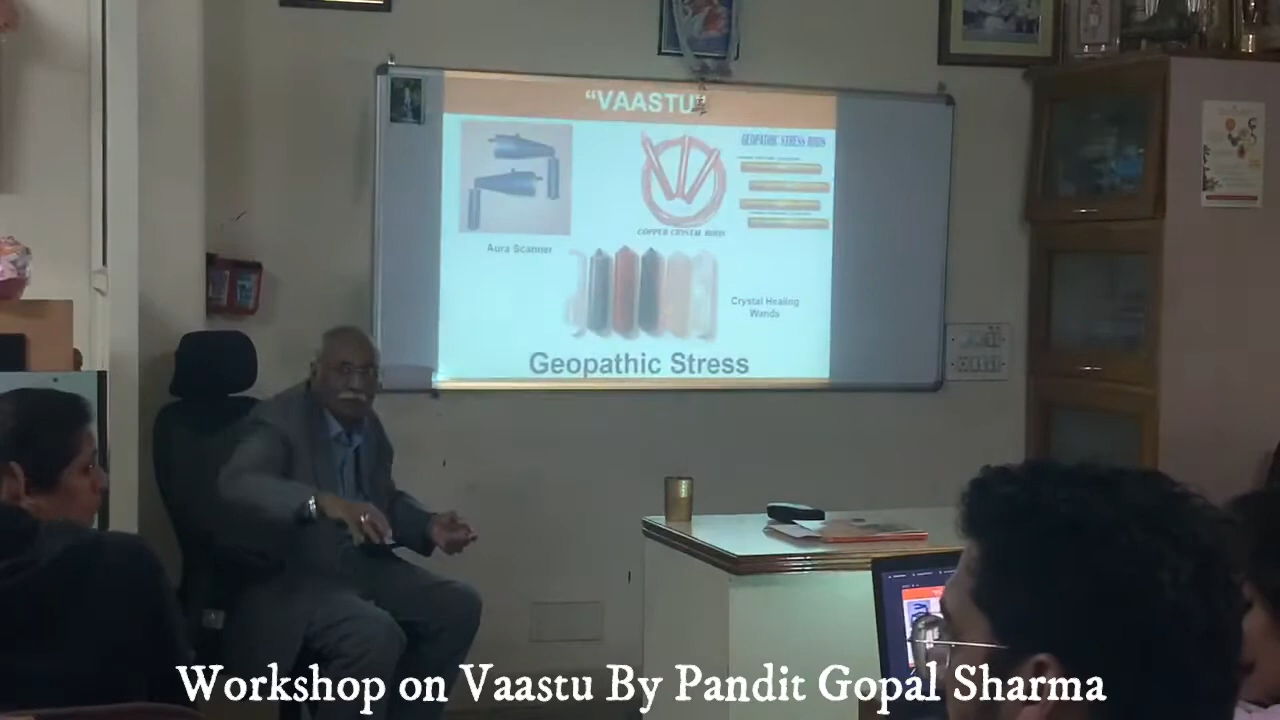 “VAASTU”
GEOPATHIC STRESS RODS
COPPER CRYSTAL RODS
Aura Scanner
Crystal Healing
Wands
Geopathic Stress
Workshop on Vaastu By Pandit Gopal Sharma